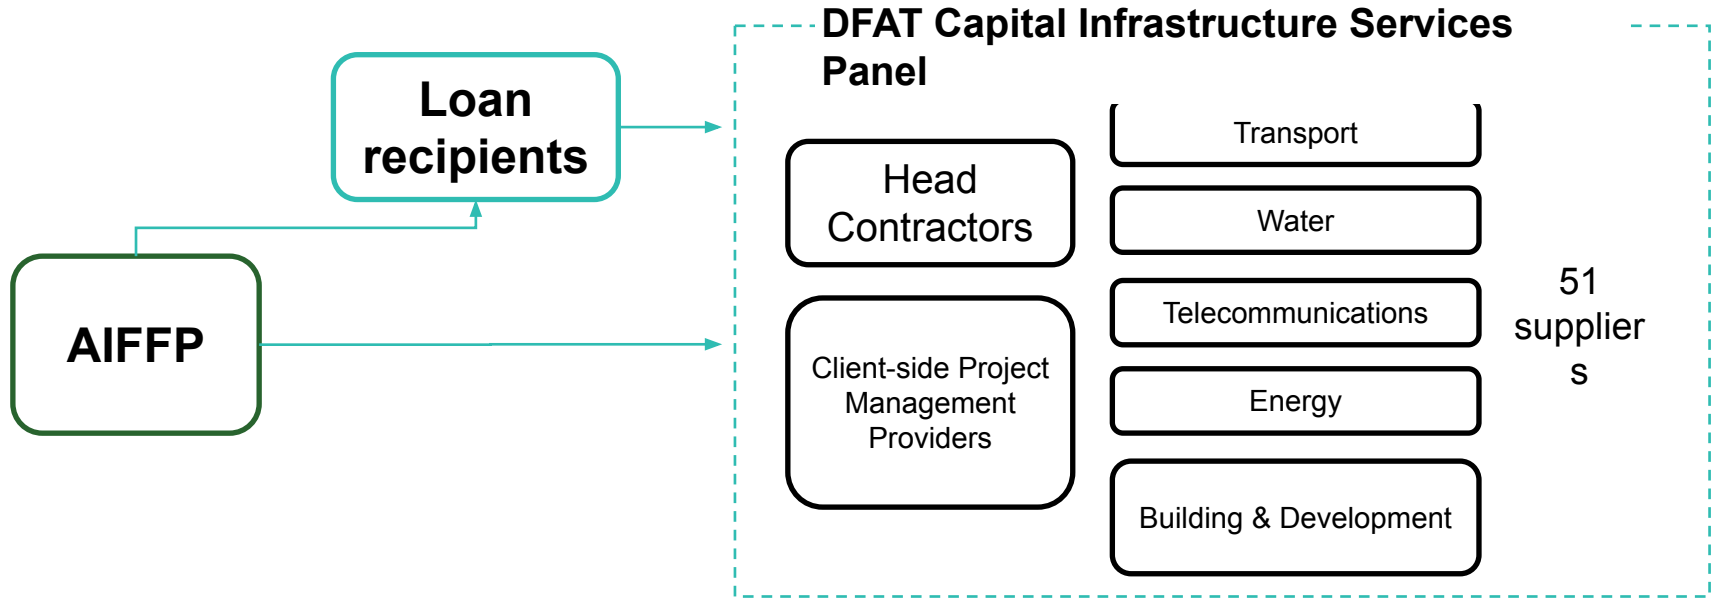 DFAT Capital Infrastructure Services
Panel
Loan
recipients
AIFFP
Head
Contractors
Client-side Project
Management
Providers
Transport
Water
Telecommunications
Energy
Building & Development
51
supplier
s